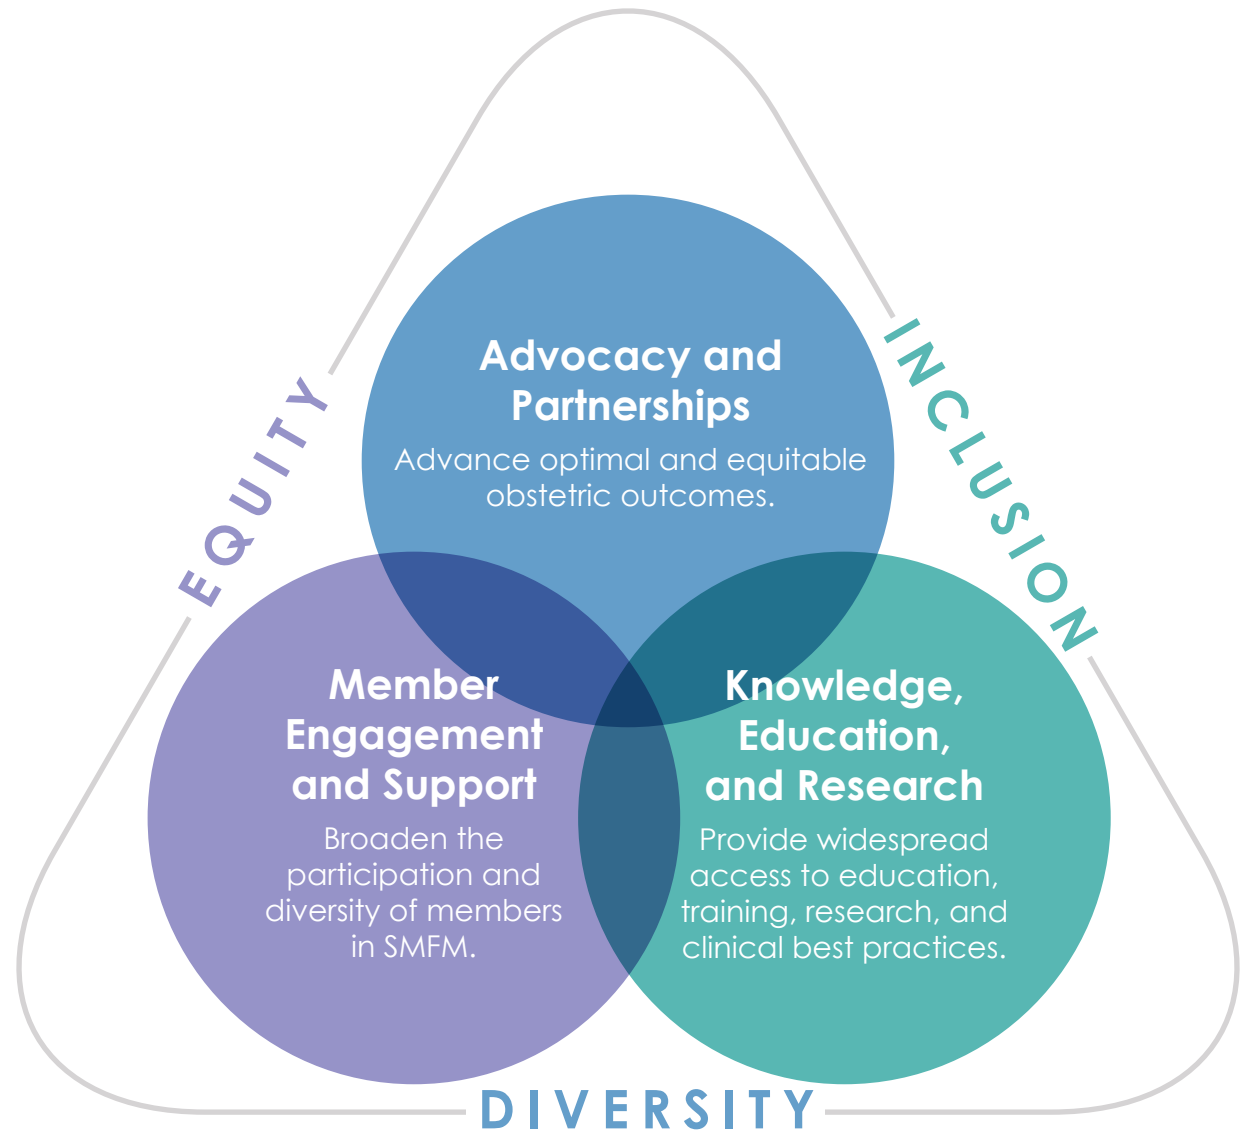 Advocacy and
Partnerships
Advance optimal and equitable
obstetric outcomes.
EQUITY
INCLUSION
Member
Engagement
and Support
Broaden the
participation and
diversity of members
in SMFM.
Knowledge,
Education,
and Research
Provide widespread
access to education,
training, research, and
clinical best practices.
DIVERSITY